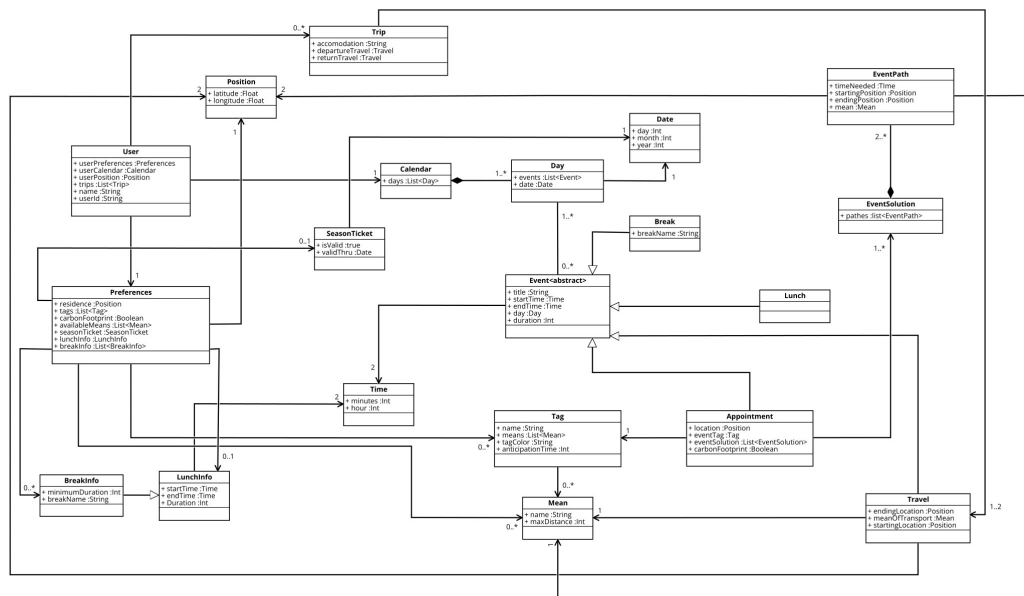 0..*
Trip
+ accomodation :String
+ departureTravel :Travel
+ returnTravel :Travel
Position
+ latitude :Float
+ longitude :Float
2
2
1
EventPath
+ timeNeeded :TIme
+ startingPosition :Position
+ endingPosition :Position
+ mean :Mean
2..*
Date
+ day :Int
+ month :Int
+ year :Int
1
1
User
+ userPreferences :Preferences
+ userCalendar :Calendar
+ userPosition :Position
+ trips :List<Trip>
+ name :String
+ userId :String
1
Calendar
+ days :List<Day>
1..*
Day
+ events :List<Event>
+ date :Date
1..*
EventSolution
+ pathes :list<EventPath>
1..*
Break
+ breakName :String
0..1
SeasonTicket
+ isValid :true
+ validThru :Date
1
0..*
Event<abstract>
+ title :String
+ startTime :Time
+ endTime :Time
+ day :Day
+ duration :Int
Lunch
Preferences
+ residence :Position
+ tags :List<Tag>
+ carbonFootprint :Boolean
+ availableMeans :List<Mean>
+ seasonTicket :SeasonTicket
+ lunchInfo :LunchInfo
+ breakInfo :List<BreakInfo>
2
2
Time
+ minutes :Int
+ hour :Int
Tag
+ name :String
+ means :List<Mean>
+ tagColor :String
+ anticipationTime :Int
0..*
1
Appointment
+ location :Position
+ eventTag :Tag
+ eventSolution :List<EventSolution>
+ carbonFootprint :Boolean
0..1
0..*
BreakInfo
+ minimumDuration :Int
+ breakName :String
LunchInfo
+ startTime :Time
+ endTime :Time
+ Duration :Int
0..*
Mean
+ name :String
+ maxDistance :Int
0..*
1
1
Travel
+ endingLocation :Position
+ meanOfTransport :Mean
+ startingLocation :Position
1..2